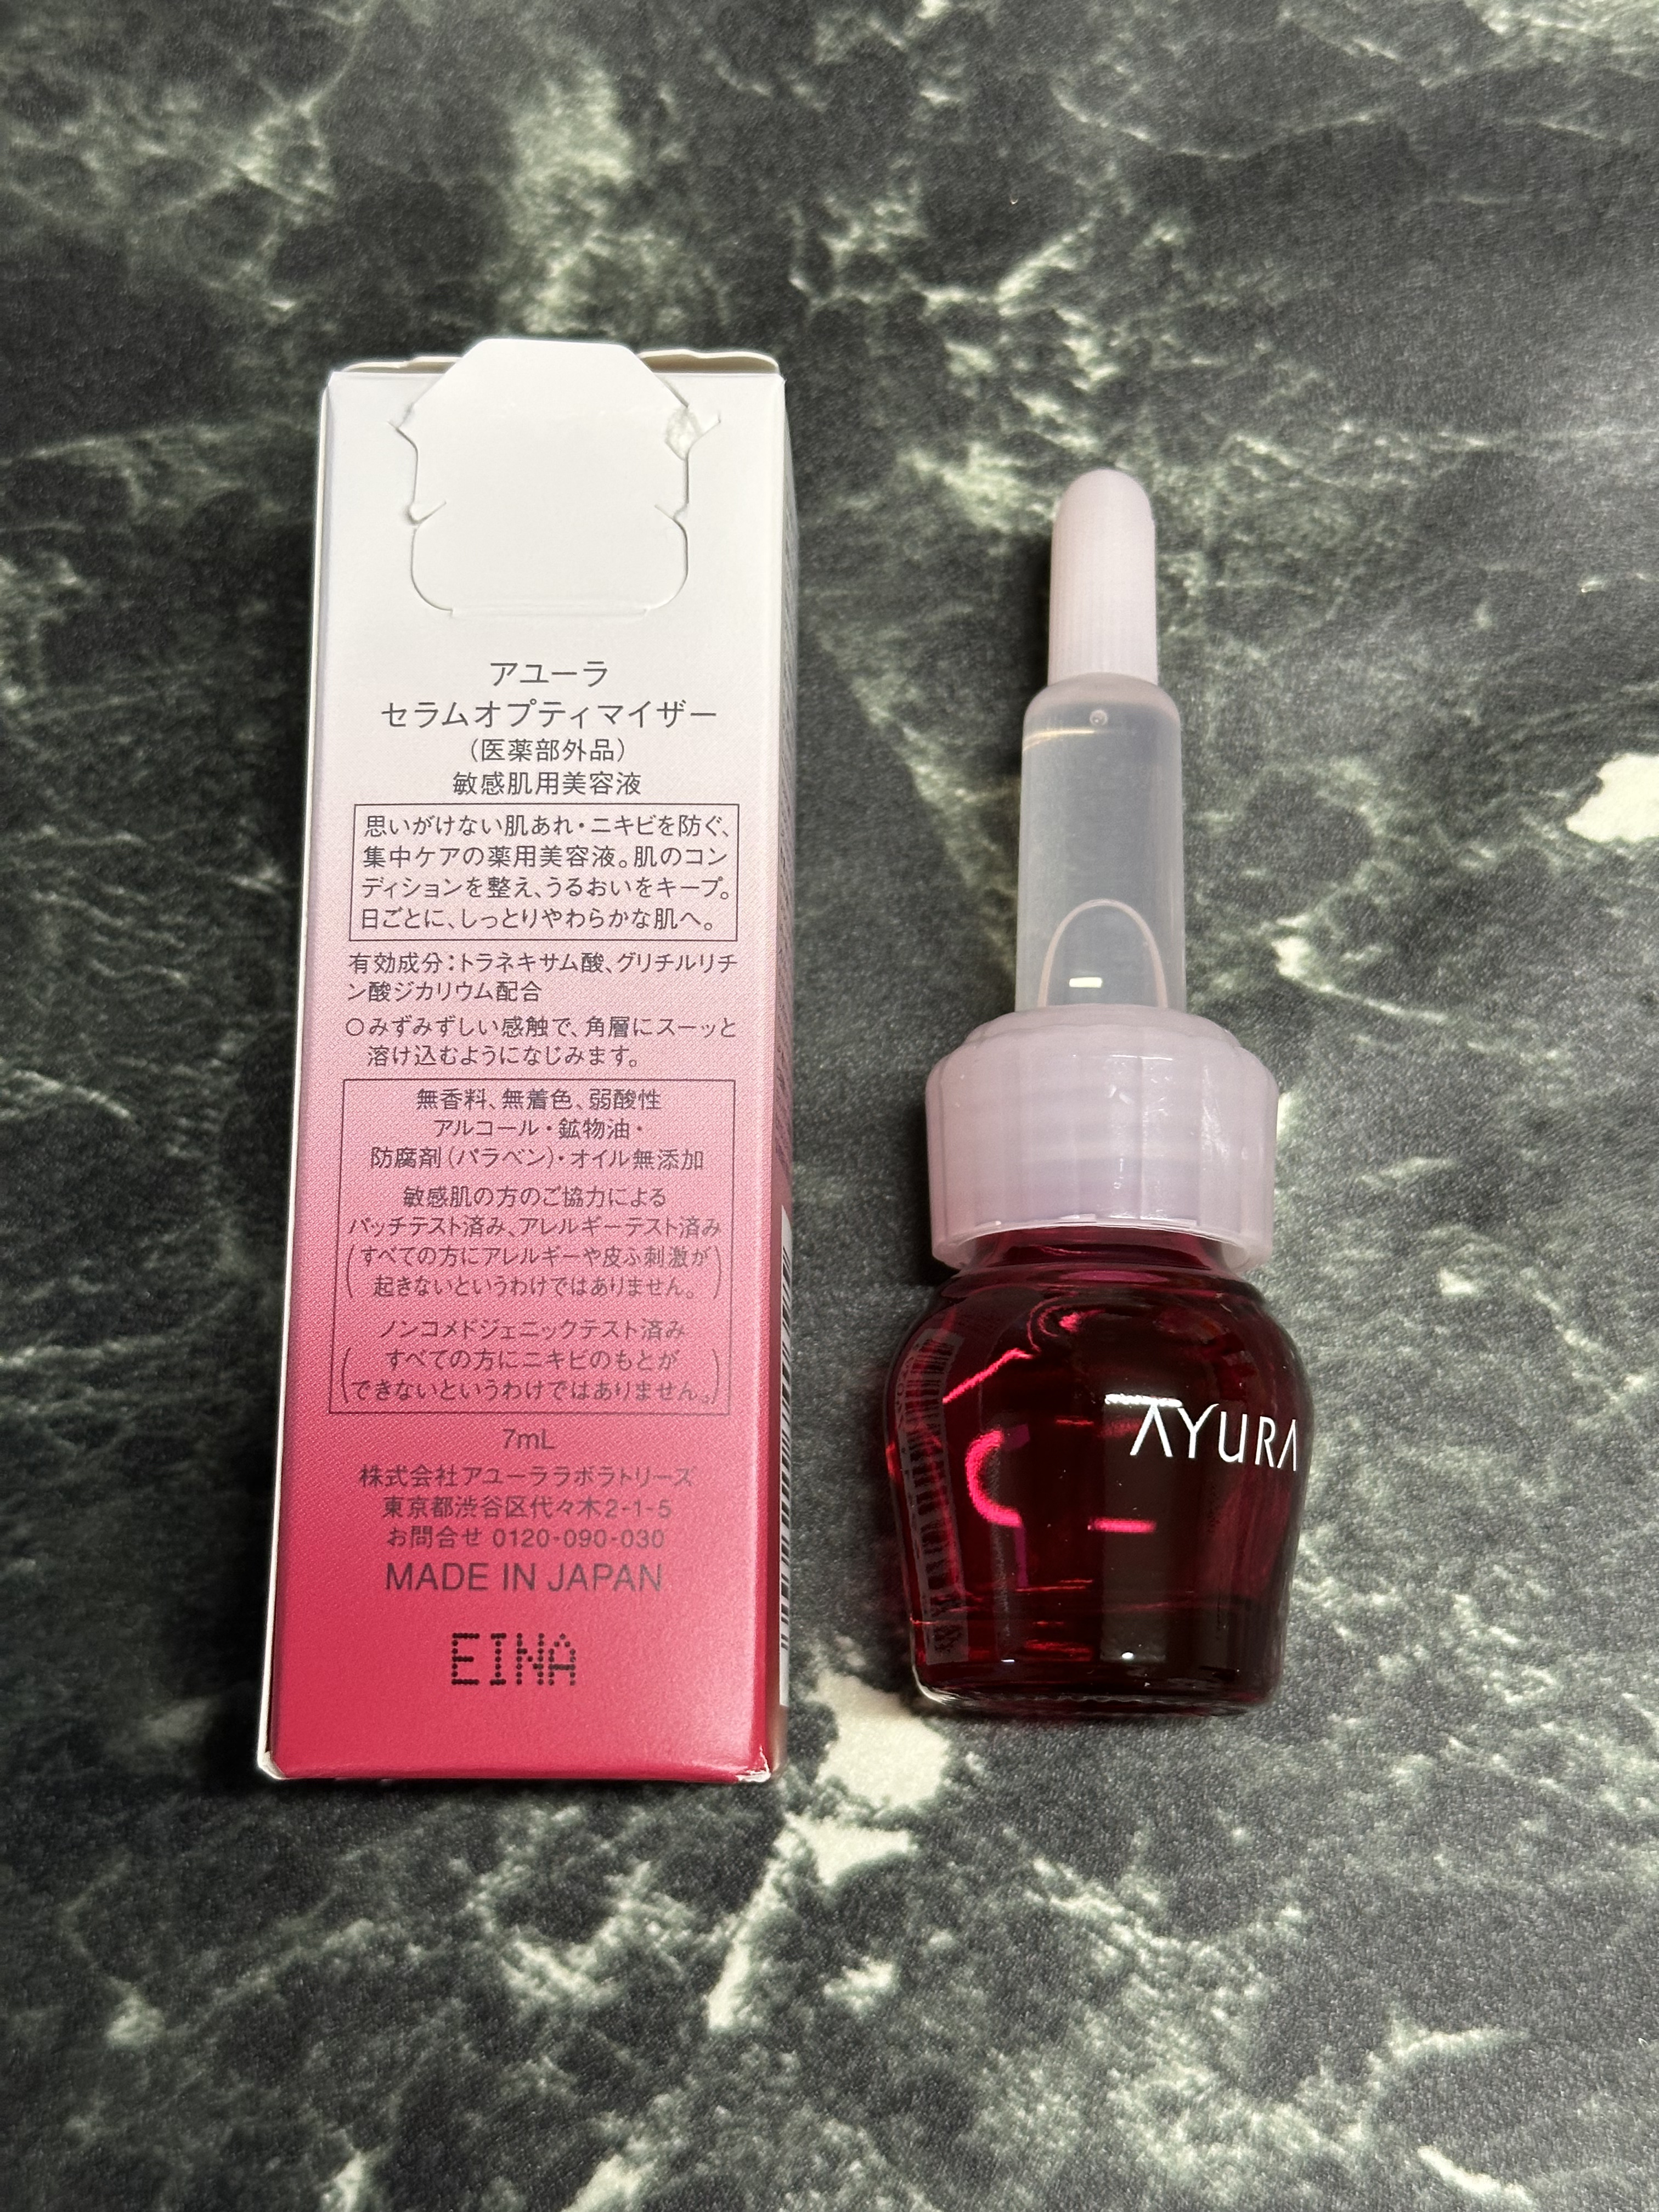 アユーラ
セラムオプティマイザー
（医薬部外品）
敏感肌用美容液
思いがけない肌あれ・ニキビを防ぐ、
集中ケアの薬用美容液。肌のコン
ディションを整え、うるおいをキープ。
日ごとに、しっとりやわらかな肌へ。
有効成分：トラネキサム酸、グリチルリチ
ン酸ジカリウム配合
○みずみずしい感触で、角層にスーッと
溶け込むようになじみます。
無香料、無着色、弱酸性
アルコール・鉱物油・
防腐剤（パラベン）・オイル無添加
敏感肌の方のご協力による
パッチテスト済み、アレルギーテスト済み
（すべての方にアレルギーや皮ふ刺激が
起きないというわけではありません。）
ノンコメドジェニックテスト済み
（すべての方にニキビのもとが
できないというわけではありません。）
7mL
株式会社アユーララボラトリーズ
東京都渋谷区代々木2-1-5
お問合せ 0120-090-030
MADE IN JAPAN
EINA
AYURA